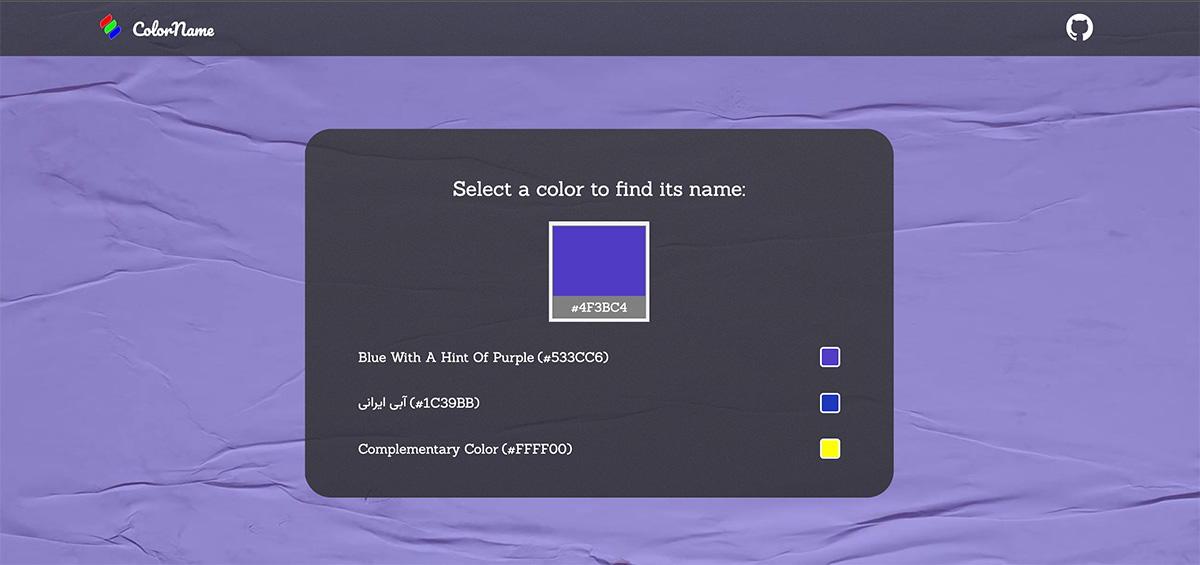 ColorName
Select a color to find its name:
#4F3BC4
Blue With A Hint Of Purple (#533CC6)
آبی ایرانی (#1C39BB)
Complementary Color (#FFFF00)